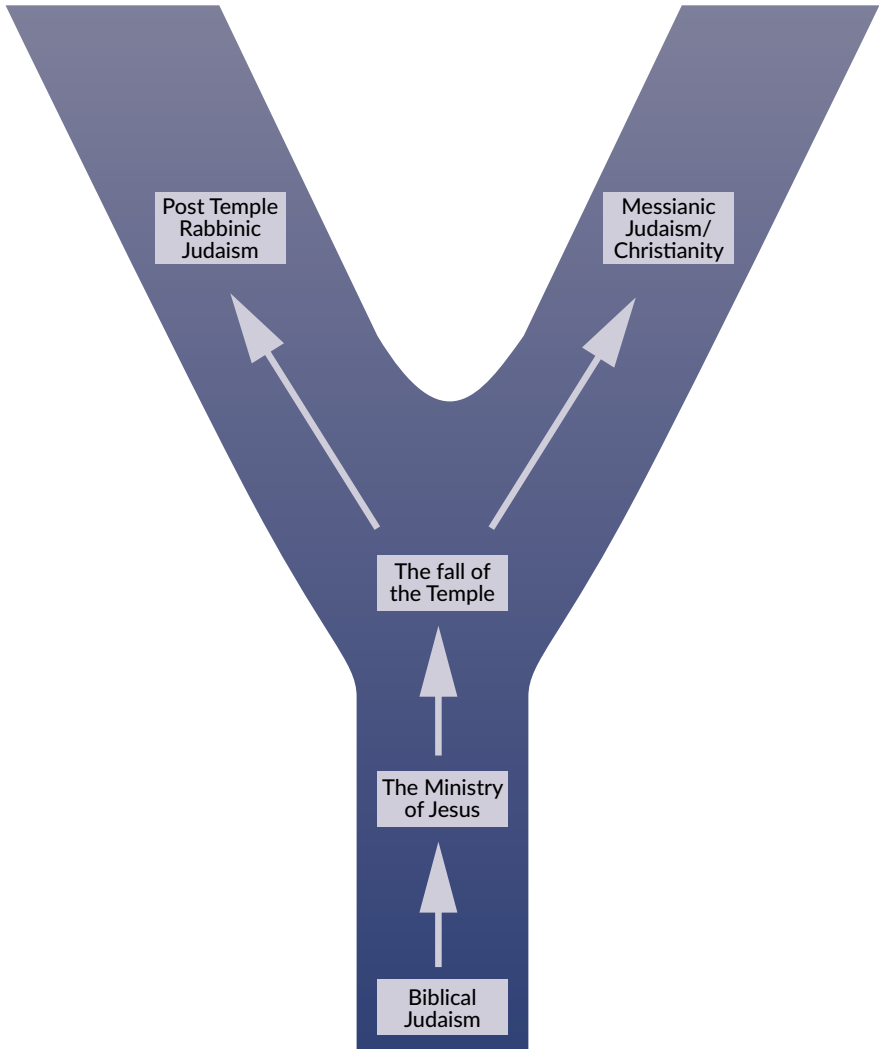 Post Temple
Rabbinic
Judaism
Messianic
Judaism/
Christianity
The fall of
the Temple
The Ministry
of Jesus
Biblical
Judaism